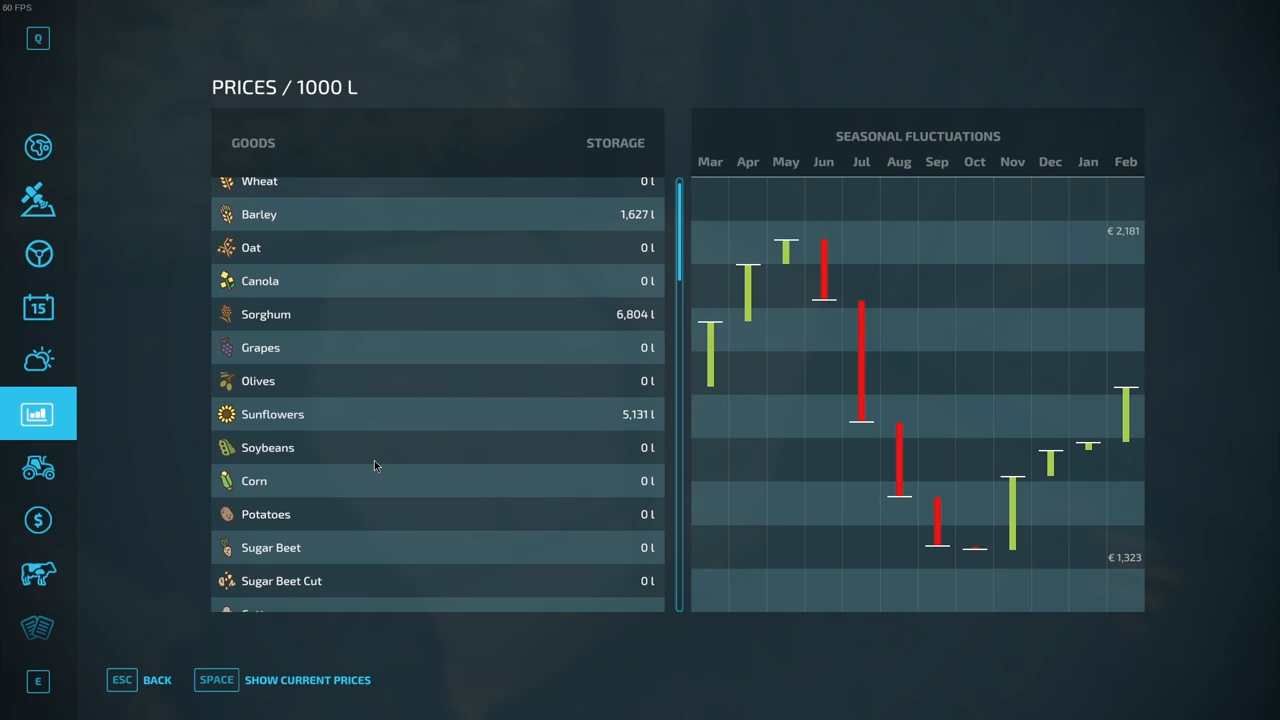 60 FPS
Q
PRICES / 1000 L
GOODS STORAGE
SEASONAL FLUCTUATIONS
Mar Apr May Jun Jul Aug Sep Oct Nov Dec Jan Feb
Wheat 0 l
Barley 1,627 l
Oat 0 l
Canola 0 l
Sorghum 6,804 l
Grapes 0 l
Olives 0 l
Sunflowers 5,131 l
Soybeans 0 l
Corn 0 l
Potatoes 0 l
Sugar Beet 0 l
Sugar Beet Cut 0 l
€ 2,181
€ 1,323
15
$
E
ESC BACK SPACE SHOW CURRENT PRICES